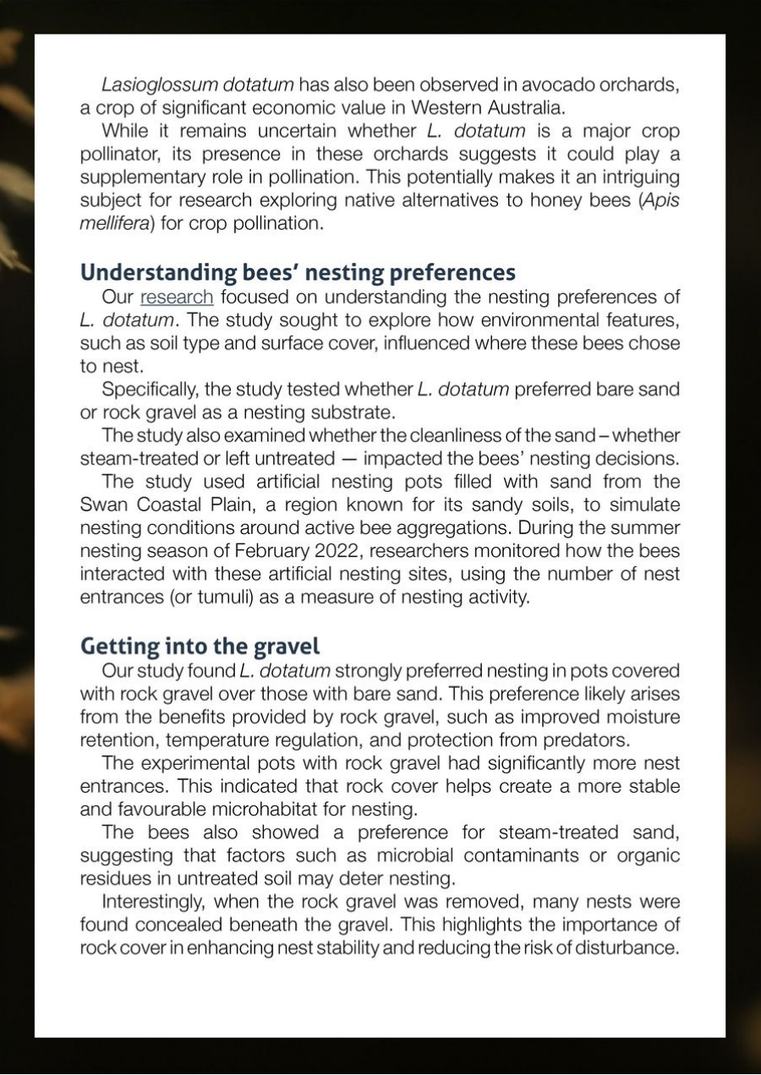 Lasioglossum dotatum has also been observed in avocado orchards,
a crop of significant economic value in Western Australia.
While it remains uncertain whether L. dotatum is a major crop
pollinator, its presence in these orchards suggests it could play a
supplementary role in pollination. This potentially makes it an intriguing
subject for research exploring native alternatives to honey bees (Apis
mellifera) for crop pollination.
Understanding bees’ nesting preferences
Our research focused on understanding the nesting preferences of
L. dotatum. The study sought to explore how environmental features,
such as soil type and surface cover, influenced where these bees chose
to nest.
Specifically, the study tested whether L. dotatum preferred bare sand
or rock gravel as a nesting substrate.
The study also examined whether the cleanliness of the sand – whether
steam-treated or left untreated — impacted the bees’ nesting decisions.
The study used artificial nesting pots filled with sand from the
Swan Coastal Plain, a region known for its sandy soils, to simulate
nesting conditions around active bee aggregations. During the summer
nesting season of February 2022, researchers monitored how the bees
interacted with these artificial nesting sites, using the number of nest
entrances (or tumuli) as a measure of nesting activity.
Getting into the gravel
Our study found L. dotatum strongly preferred nesting in pots covered
with rock gravel over those with bare sand. This preference likely arises
from the benefits provided by rock gravel, such as improved moisture
retention, temperature regulation, and protection from predators.
The experimental pots with rock gravel had significantly more nest
entrances. This indicated that rock cover helps create a more stable
and favourable microhabitat for nesting.
The bees also showed a preference for steam-treated sand,
suggesting that factors such as microbial contaminants or organic
residues in untreated soil may deter nesting.
Interestingly, when the rock gravel was removed, many nests were
found concealed beneath the gravel. This highlights the importance of
rock cover in enhancing nest stability and reducing the risk of disturbance.